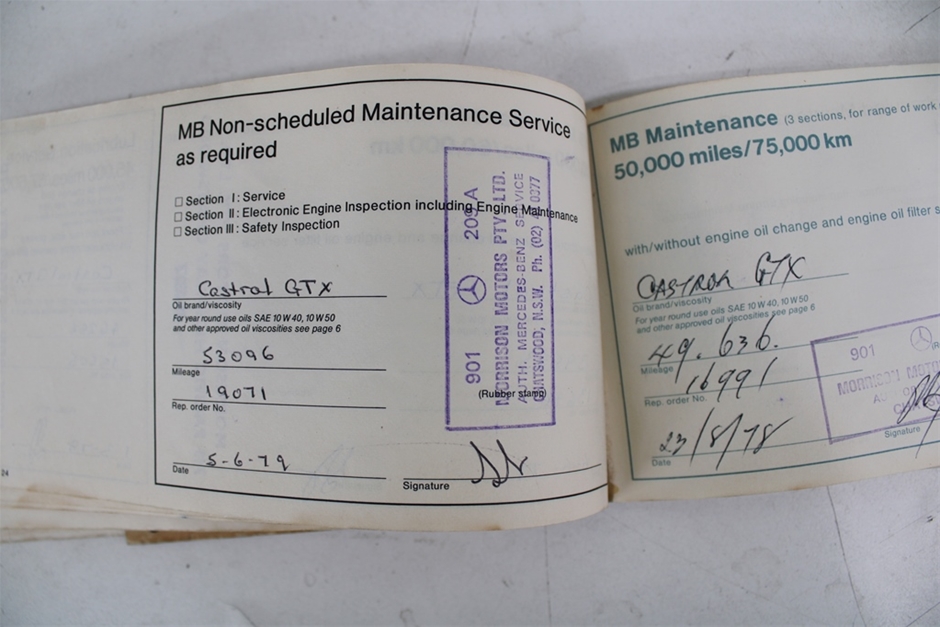 MB Non-scheduled Maintenance Service
as required
☐ Section I: Service
☐ Section II: Electronic Engine Inspection including Engine Maintenance
☐ Section III: Safety Inspection
Castrol GTX
Oil brand/viscosity
For year round use oils SAE 10 W 40, 10 W 50
and other approved oil viscosities see page 6
53096
Mileage
19071
Rep. order No.
5-6-79
Date
Signature
(Rubber stamp)
901 209 A
MORRISON MOTORS PTY. LTD.
AUTH. MERCEDES-BENZ SERVICE
CHATSWOOD, N.S.W. Ph. (02)
24
MB Maintenance (3 sections, for range of work
50,000 miles/75,000 km
with/without engine oil change and engine oil filter s
CASTROL GTX
Oil brand/viscosity
For year round use oils SAE 10 W 40, 10 W 50
and other approved oil viscosities see page 6
49.636.
Mileage
16991
Rep. order No.
23/8/78
Date
901
MORRISON MOTO
Signature